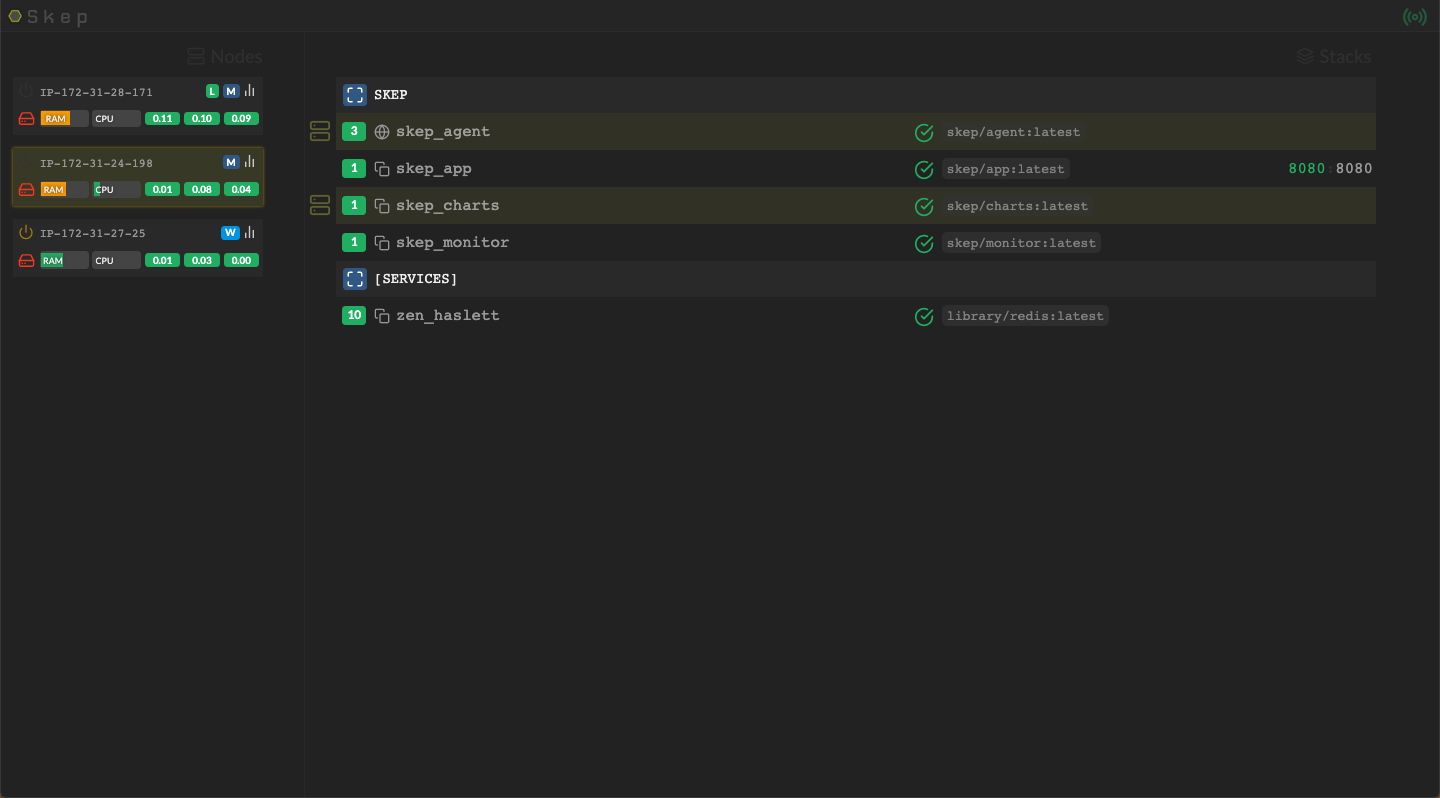 Skep
Nodes
IP-172-31-28-171 L M
RAM CPU 0.11 0.10 0.09
IP-172-31-24-198 M
RAM CPU 0.01 0.08 0.04
IP-172-31-27-25 W
RAM CPU 0.01 0.03 0.00
Stacks
SKEP
3 skep_agent skep/agent:latest
1 skep_app skep/app:latest 8080:8080
1 skep_charts skep/charts:latest
1 skep_monitor skep/monitor:latest
[SERVICES]
10 zen_haslett library/redis:latest